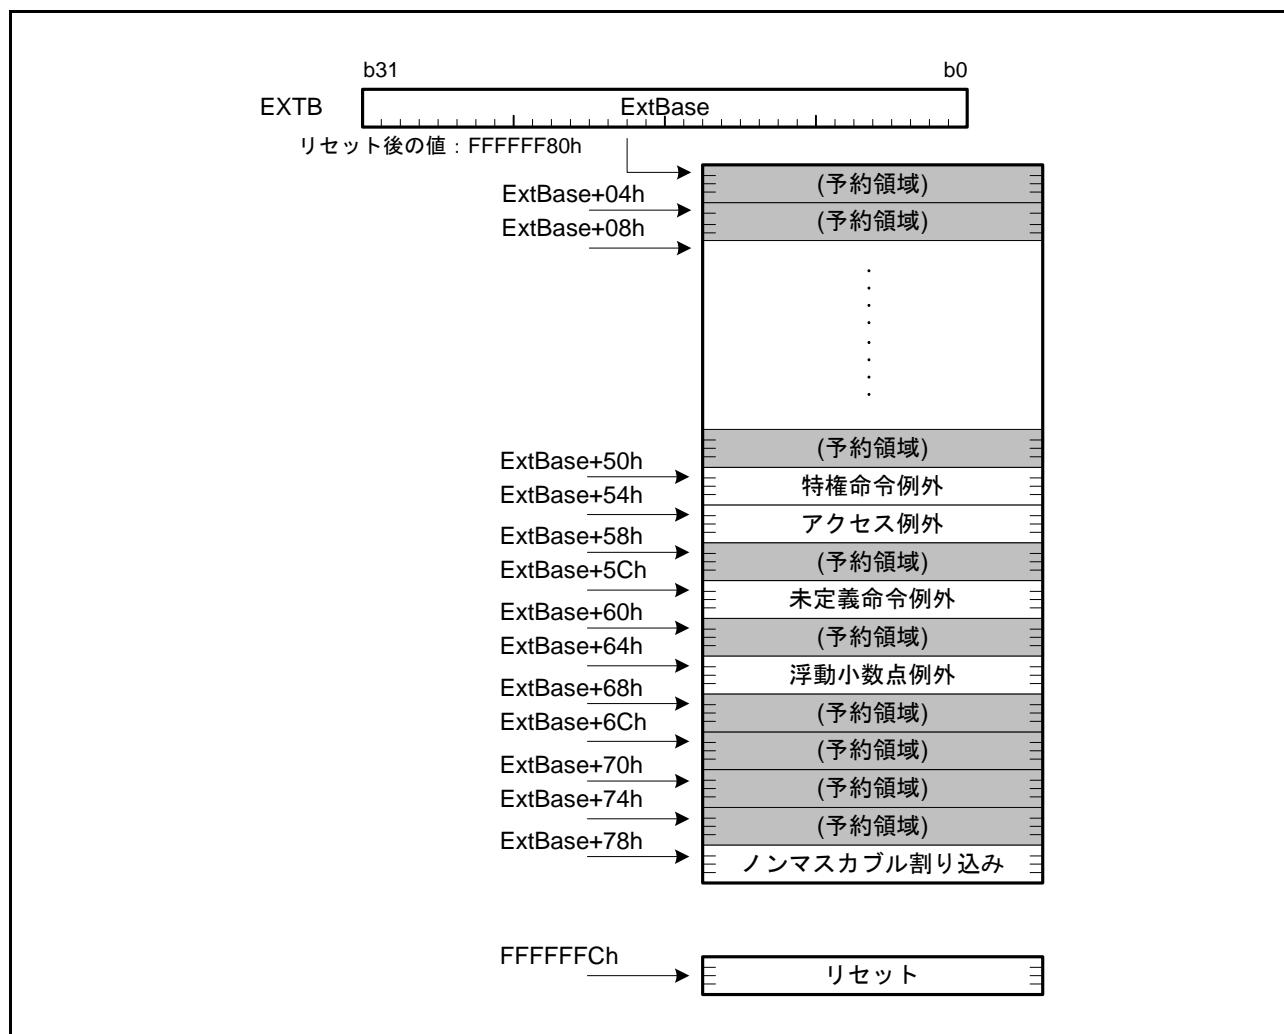 b31 b0
EXTB ExtBase
リセット後の値：FFFFFF80h
(予約領域)
ExtBase+04h
(予約領域)
ExtBase+08h
(予約領域)
ExtBase+50h
特権命令例外
ExtBase+54h
アクセス例外
ExtBase+58h
(予約領域)
ExtBase+5Ch
未定義命令例外
ExtBase+60h
(予約領域)
ExtBase+64h
浮動小数点例外
ExtBase+68h
(予約領域)
ExtBase+6Ch
(予約領域)
ExtBase+70h
(予約領域)
ExtBase+74h
(予約領域)
ExtBase+78h
ノンマスカブル割り込み
FFFFFFCh
リセット